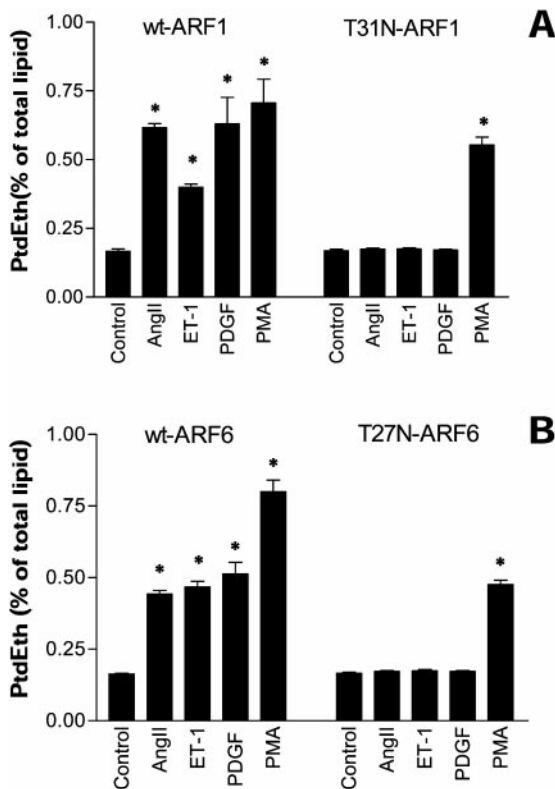 wt-ARF1 T31N-ARF1 A
PtdEth(% of total lipid)
1.00
0.75
0.50
0.25
0.00
* * * * *
Control AngII ET-1 PDGF PMA Control AngII ET-1 PDGF PMA
wt-ARF6 T27N-ARF6 B
PtdEth (% of total lipid)
1.00
0.75
0.50
0.25
0.00
* * * * *
Control AngII ET-1 PDGF PMA Control AngII ET-1 PDGF PMA